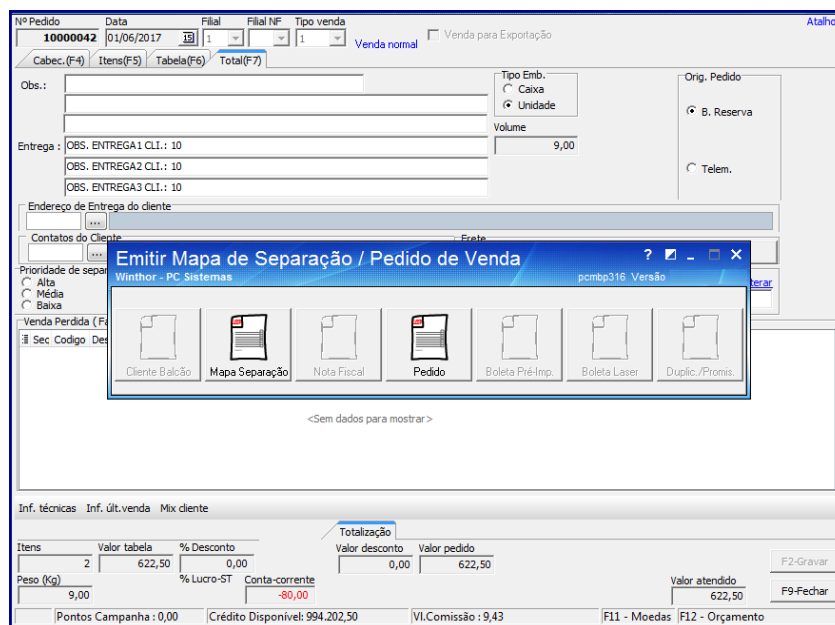 Nº Pedido Data Filial Filial NF Tipo venda Atalho
10000042 01/06/2017 15 1 1 Venda normal Venda para Exportação
Cabec.(F4) Itens(F5) Tabela(F6) Total(F7)
Obs.: Tipo Emb. Orig. Pedido
Caixa
Unidade B. Reserva
Volume
Entrega : OBS. ENTREGA1 CLI.: 10 9,00
OBS. ENTREGA2 CLI.: 10 Telem.
OBS. ENTREGA3 CLI.: 10
Endereço de Entrega do cliente
...
Contatos do Cliente Frete
...
Emitir Mapa de Separação / Pedido de Venda
Winthor - PC Sistemas pcmbp316 Versão
Prioridade de separ terar
Alta
Média
Baixa
Venda Perdida ( Fa
Seq Codigo Des
Cliente Balcão Mapa Separação Nota Fiscal Pedido Boleta Pré-Imp. Boleta Laser Duplic./Promis.
<Sem dados para mostrar>
Inf. técnicas Inf. últ.venda Mix cliente
Totalização
Itens Valor tabela % Desconto Valor desconto Valor pedido
2 622,50 0,00 0,00 622,50 F2-Gravar
Peso (Kg) % Lucro-ST Conta-corrente Valor atendido
9,00 -80,00 622,50 F9-Fechar
Pontos Campanha : 0,00 Crédito Disponível: 994.202,50 Vl.Comissão : 9,43 F11 - Moedas F12 - Orçamento